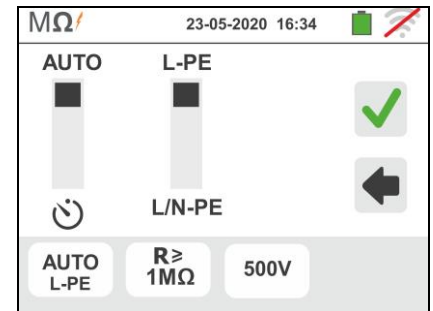 MΩ 23-05-2020 16:34
AUTO L-PE
L/N-PE
AUTO L-PE
R≥ 1MΩ
500V